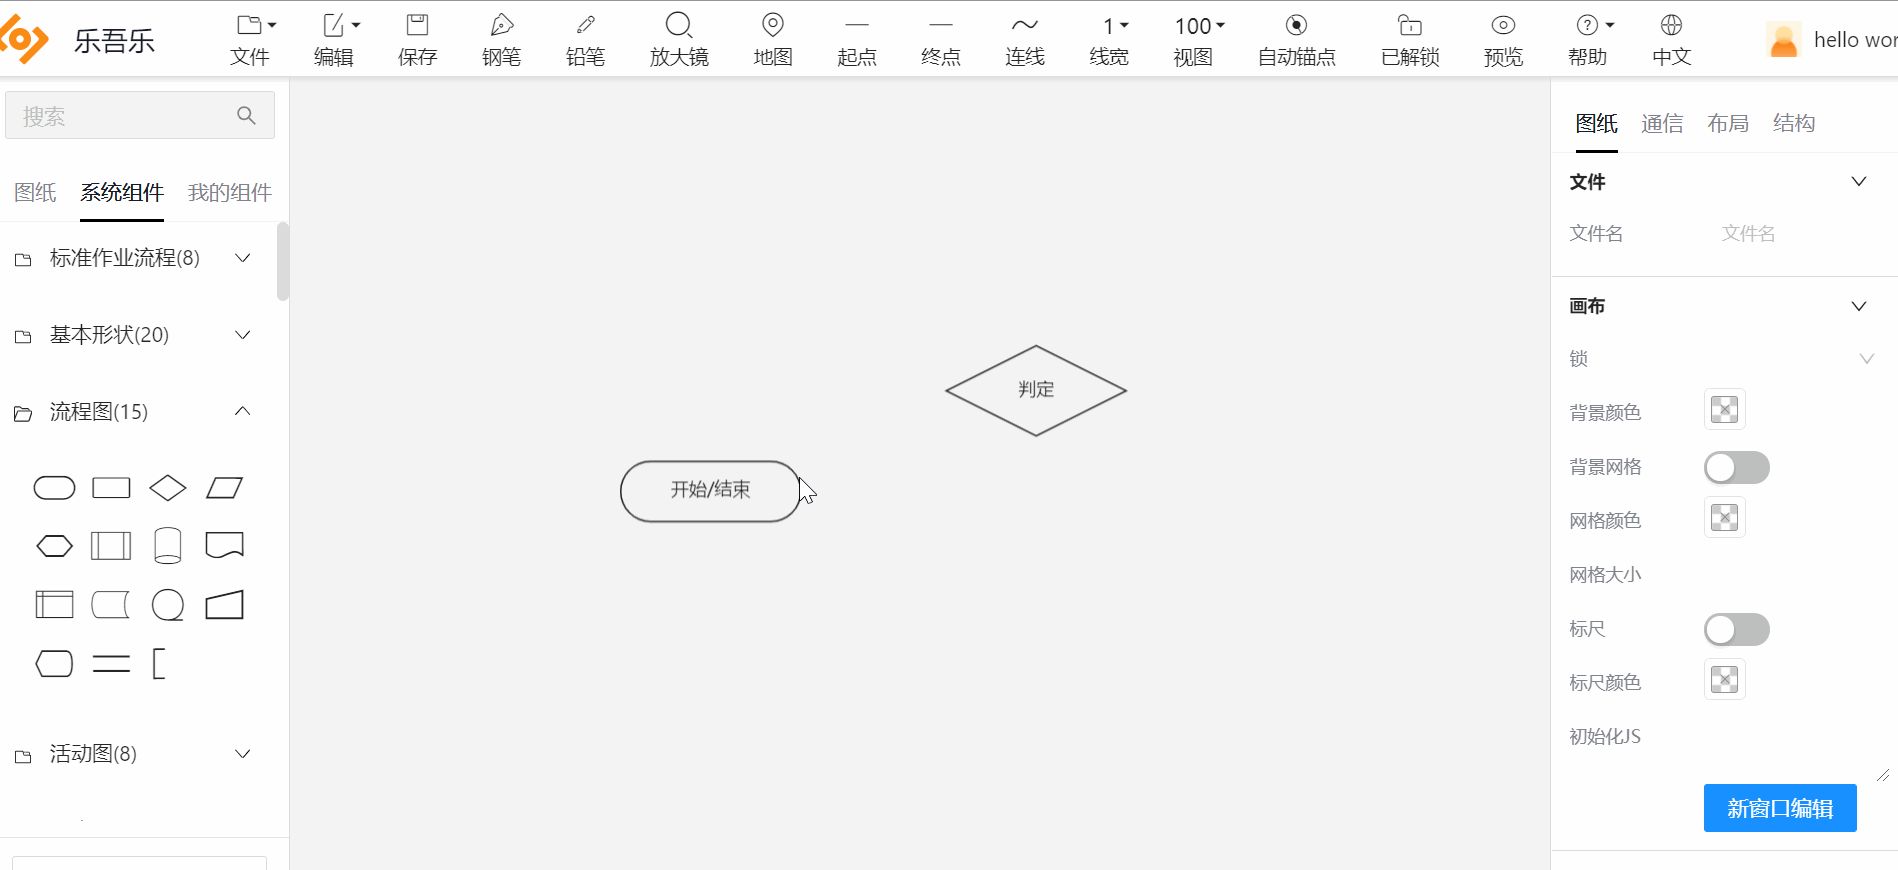 乐吾乐
文件
编辑
保存
钢笔
铅笔
放大镜
地图
起点
终点
连线
1
线宽
100
视图
自动锚点
已解锁
预览
帮助
中文
hello wor
搜索
图纸 系统组件 我的组件
标准作业流程(8)
基本形状(20)
流程图(15)
活动图(8)
判定
开始/结束
图纸 通信 布局 结构
文件
文件名 文件名
画布
锁
背景颜色
背景网格
网格颜色
网格大小
标尺
标尺颜色
初始化JS
新窗口编辑